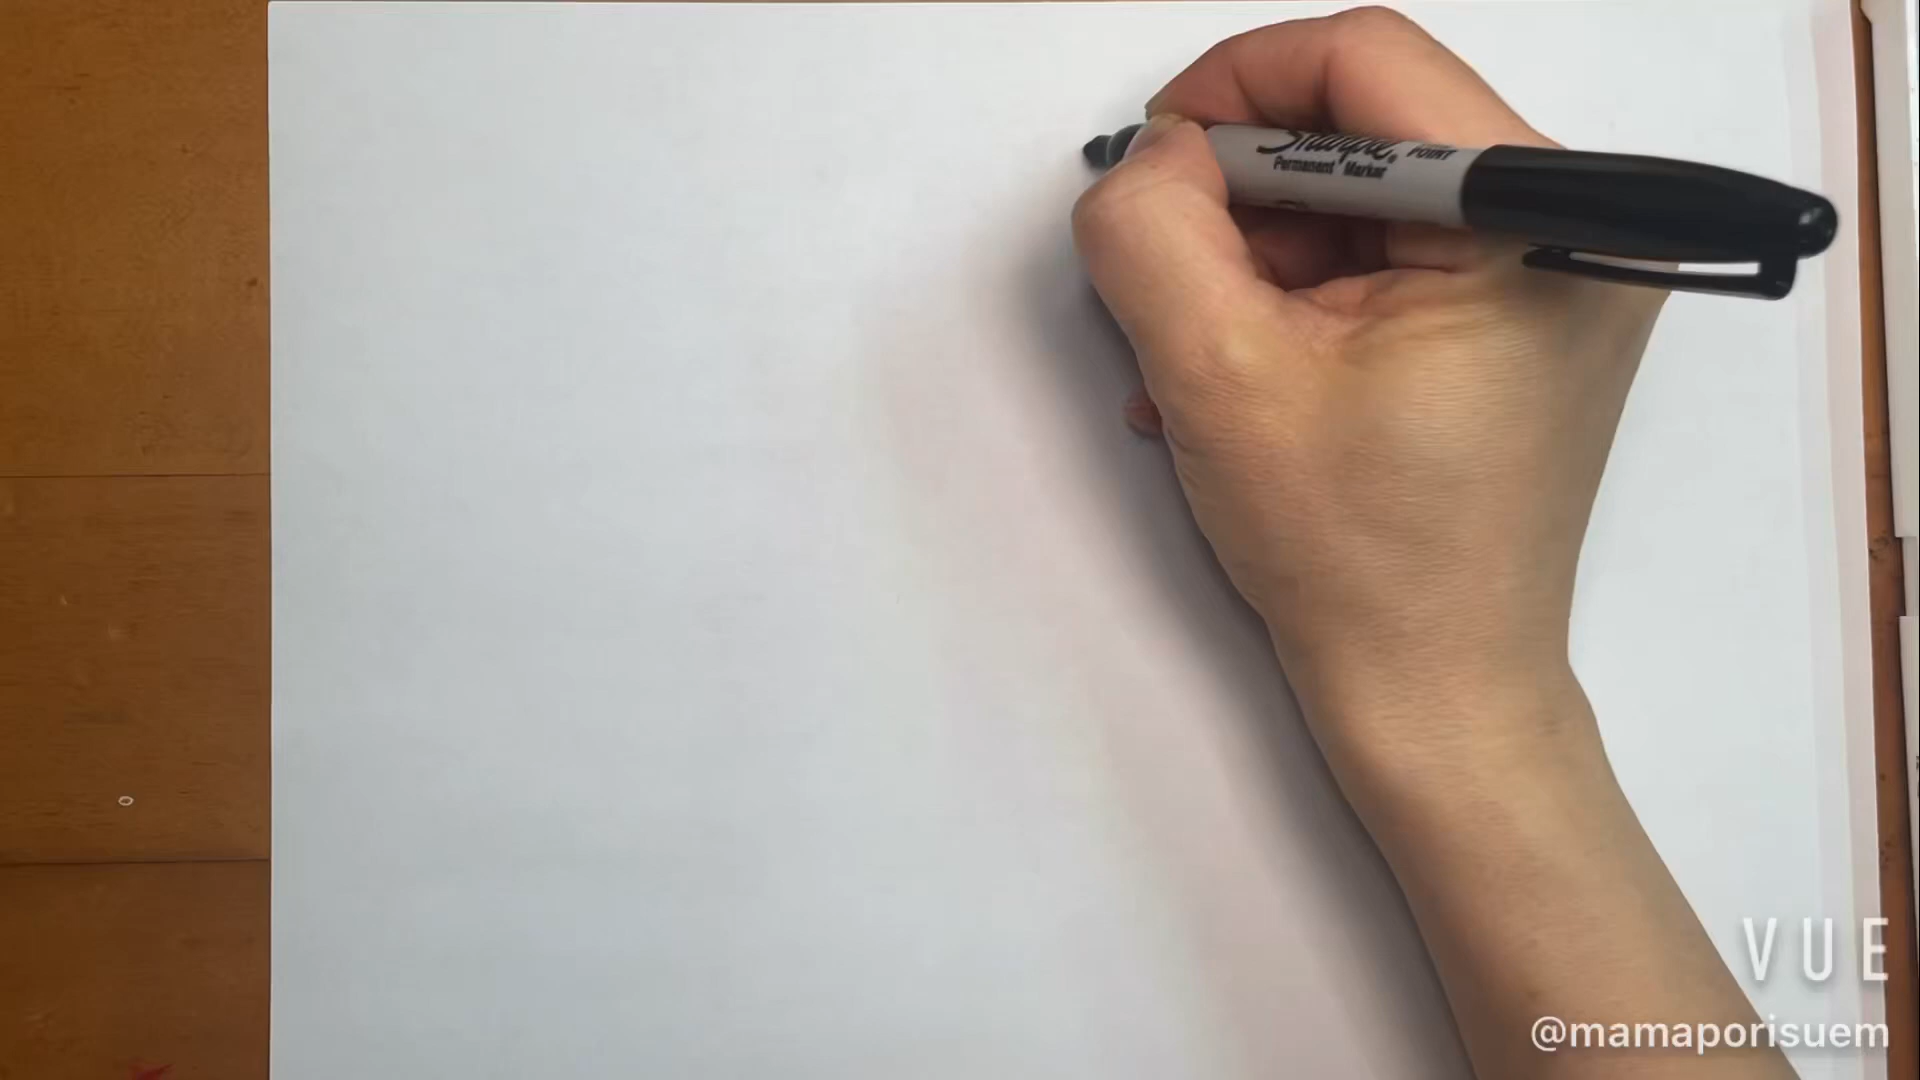 Sharpie®
POINT
Permanent Marker
VUE
@mamaporisuem